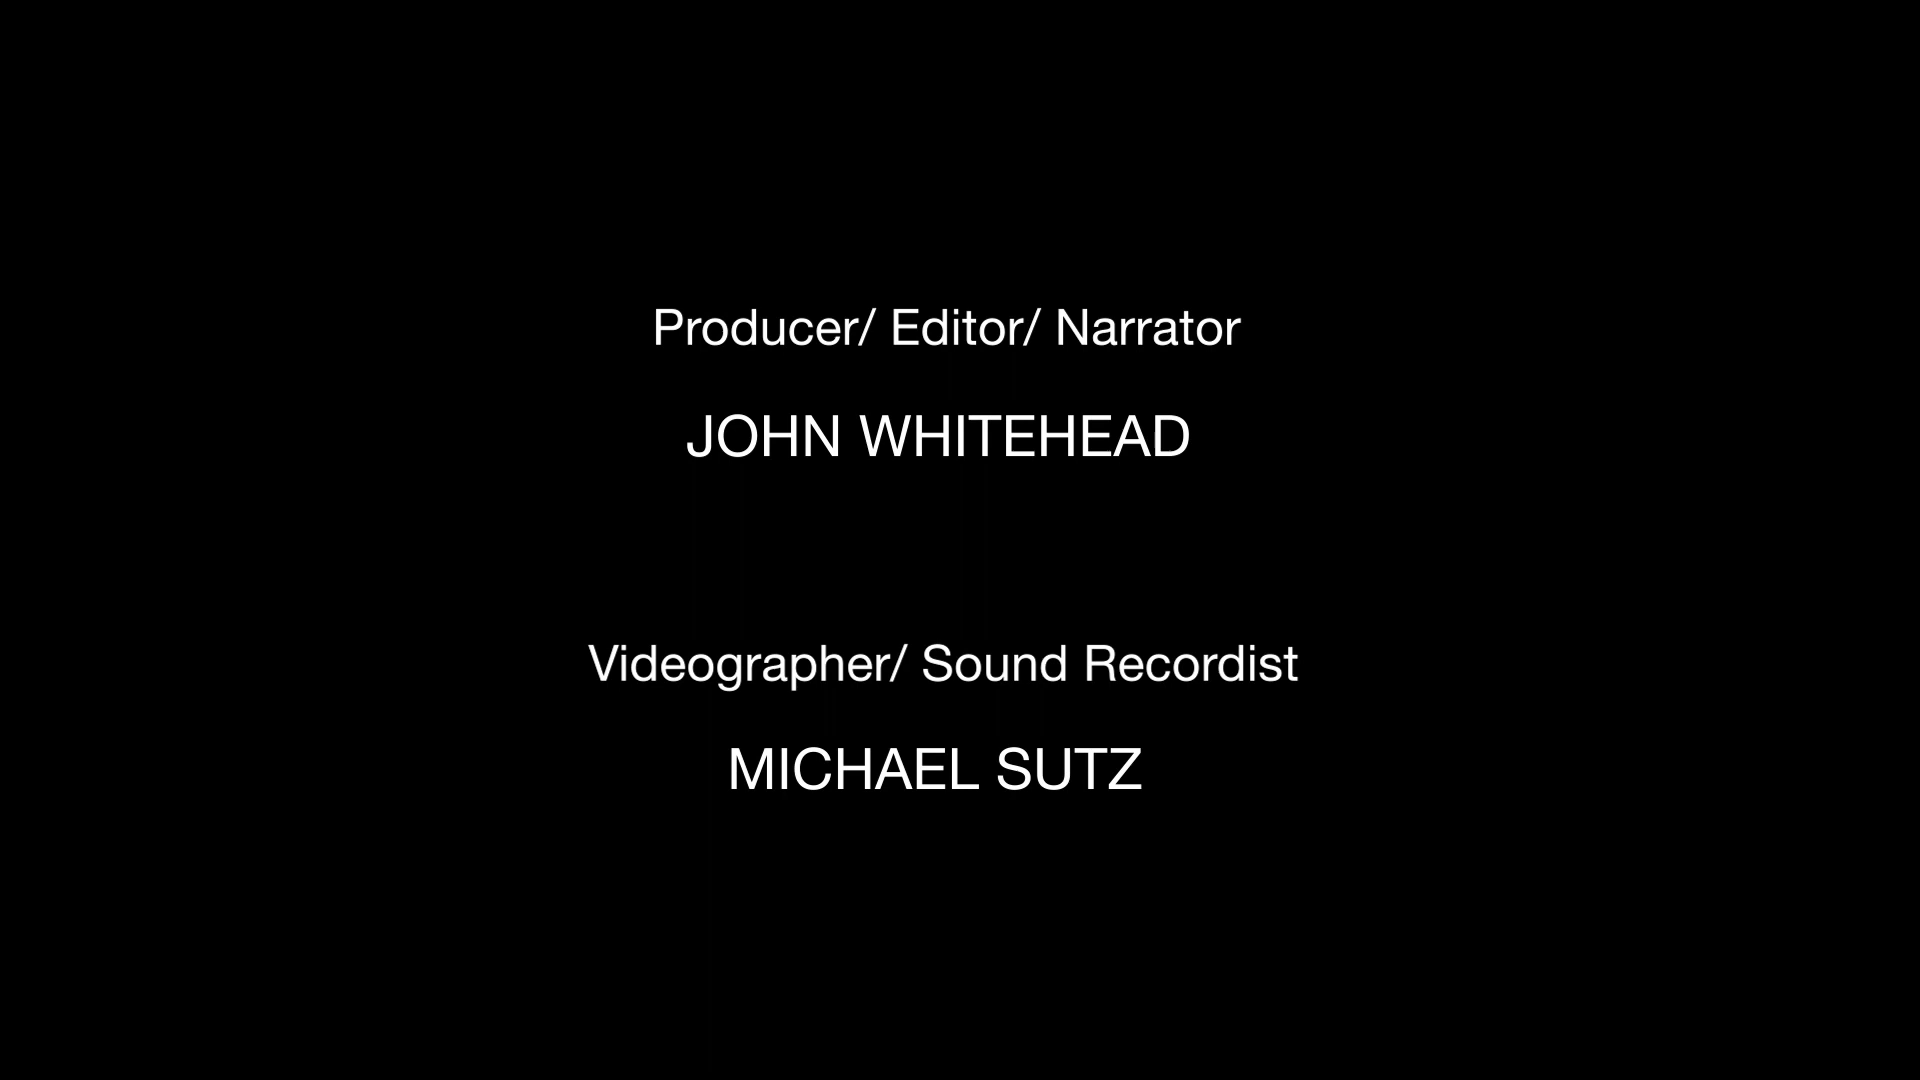 Producer/ Editor/ Narrator
JOHN WHITEHEAD
Videographer/ Sound Recordist
MICHAEL SUTZ